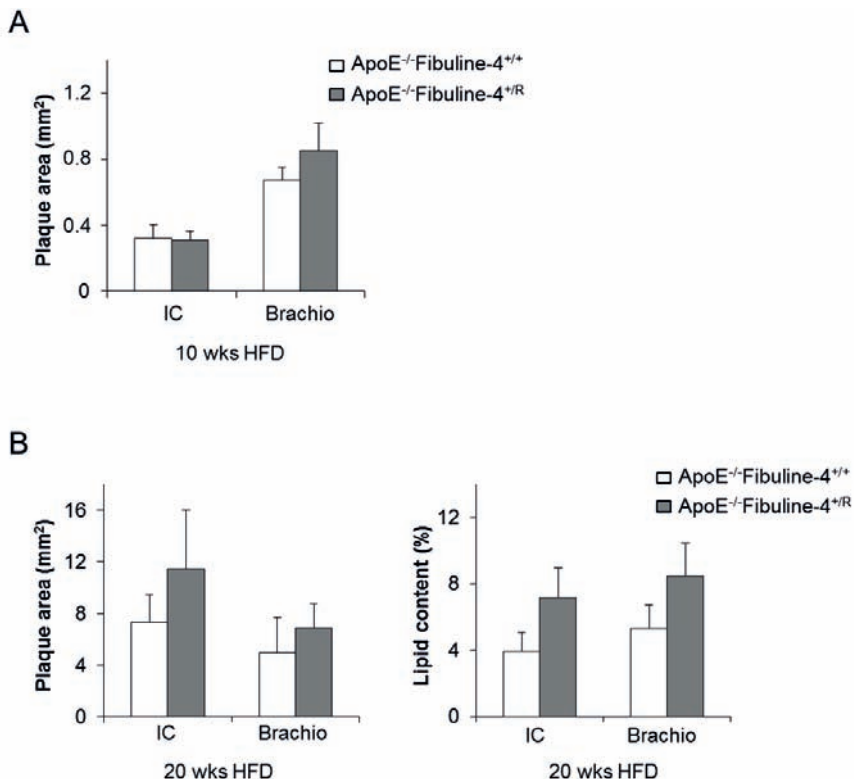 A
ApoE⁻/⁻Fibuline-4⁺/⁺
ApoE⁻/⁻Fibuline-4⁺/ᴿ
Plaque area (mm²)
1.2
0.8
0.4
0
IC Brachio
10 wks HFD
B
Plaque area (mm²)
16
12
8
4
0
IC Brachio
20 wks HFD
ApoE⁻/⁻Fibuline-4⁺/⁺
ApoE⁻/⁻Fibuline-4⁺/ᴿ
Lipid content (%)
12
8
4
0
IC Brachio
20 wks HFD